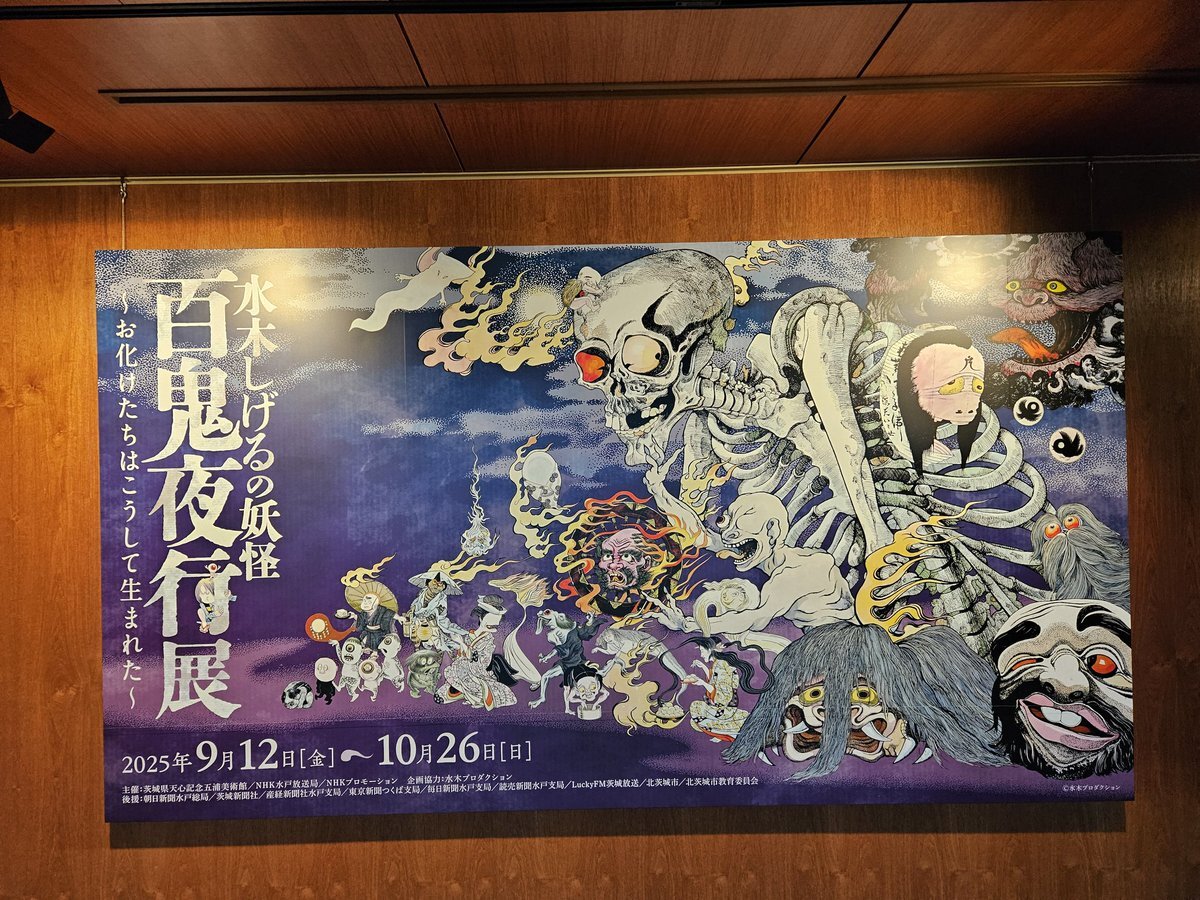 水木しげるの妖怪
百鬼夜行展
～お化けたちはこうして生まれた～
2025年9月12日[金]～10月26日[日]
主催：茨城県天心記念五浦美術館／NHK水戸放送局／NHKプロモーション　企画協力：水木プロダクション
後援：朝日新聞水戸総局／茨城新聞社／産経新聞社水戸支局／東京新聞つくば支局／毎日新聞水戸支局／読売新聞水戸支局／LuckyFM茨城放送／北茨城市／北茨城市教育委員会
©水木プロダクション